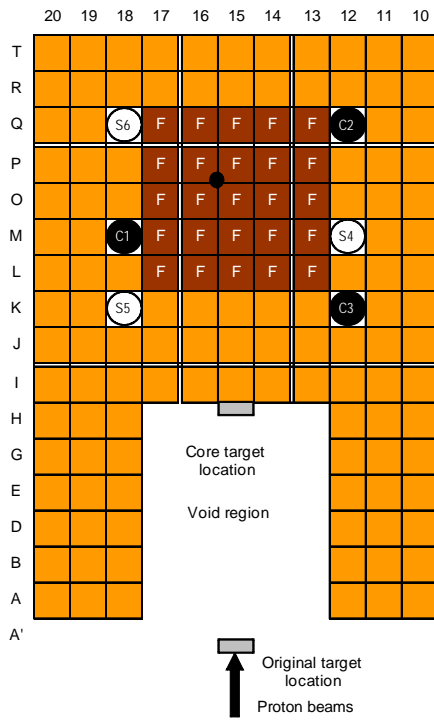 20 19 18 17 16 15 14 13 12 11 10
T
R
Q S6 F F F F F C2
P F F F F F
O F F F F F
M C1 F F F F F S4
L F F F F F
K S5 C3
J
I
H
G
Core target
location
E
D
Void region
B
A
A'
Original target
location
Proton beams